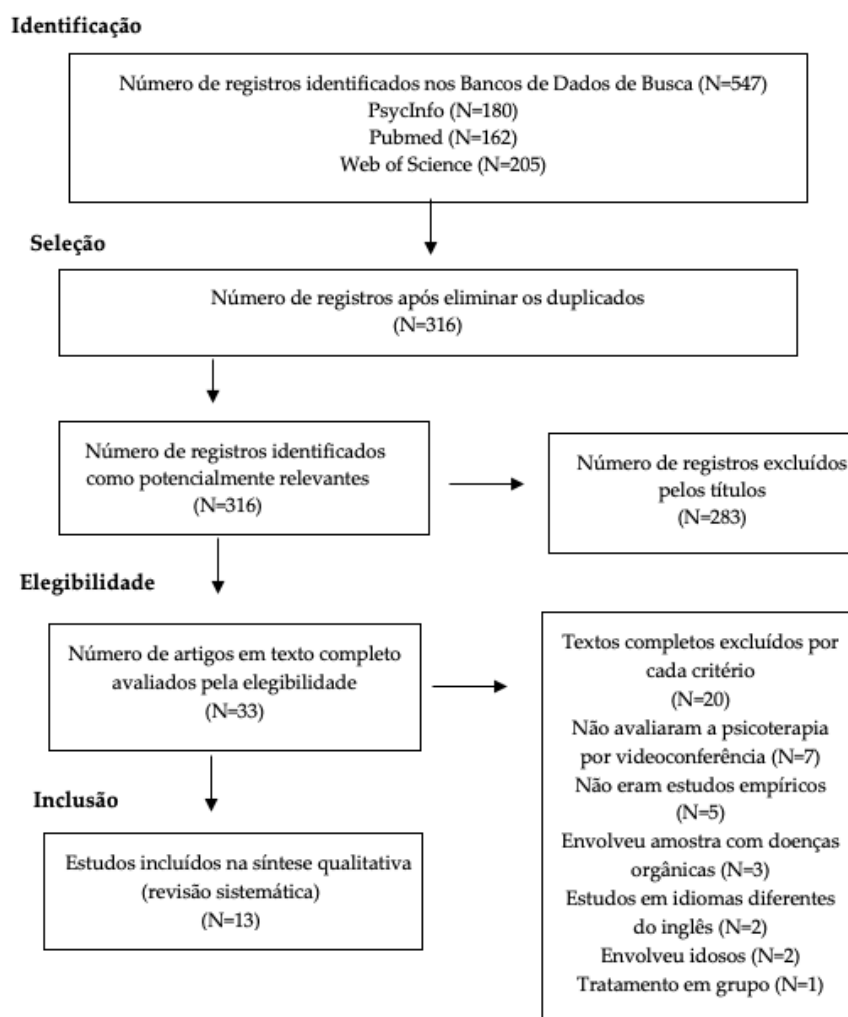 Identificação
Número de registros identificados nos Bancos de Dados de Busca (N=547)
PsycInfo (N=180)
Pubmed (N=162)
Web of Science (N=205)
Seleção
Número de registros após eliminar os duplicados
(N=316)
Número de registros identificados
como potencialmente relevantes
(N=316)
Número de registros excluídos
pelos títulos
(N=283)
Elegibilidade
Número de artigos em texto completo
avaliados pela elegibilidade
(N=33)
Textos completos excluídos por
cada critério
(N=20)
Não avaliaram a psicoterapia
por videoconferência (N=7)
Não eram estudos empíricos
(N=5)
Envolveu amostra com doenças
orgânicas (N=3)
Estudos em idiomas diferentes
do inglês (N=2)
Envolveu idosos (N=2)
Tratamento em grupo (N=1)
Inclusão
Estudos incluídos na síntese qualitativa
(revisão sistemática)
(N=13)